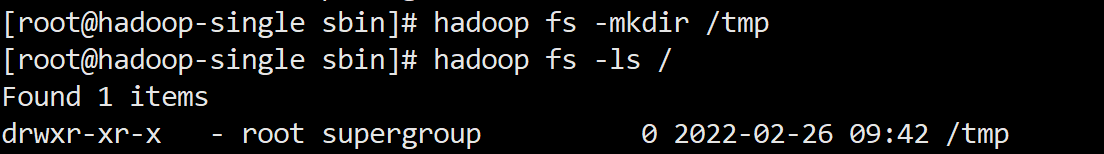 [root@hadoop-single sbin]# hadoop fs -mkdir /tmp
[root@hadoop-single sbin]# hadoop fs -ls /
Found 1 items
drwxr-xr-x   - root supergroup          0 2022-02-26 09:42 /tmp